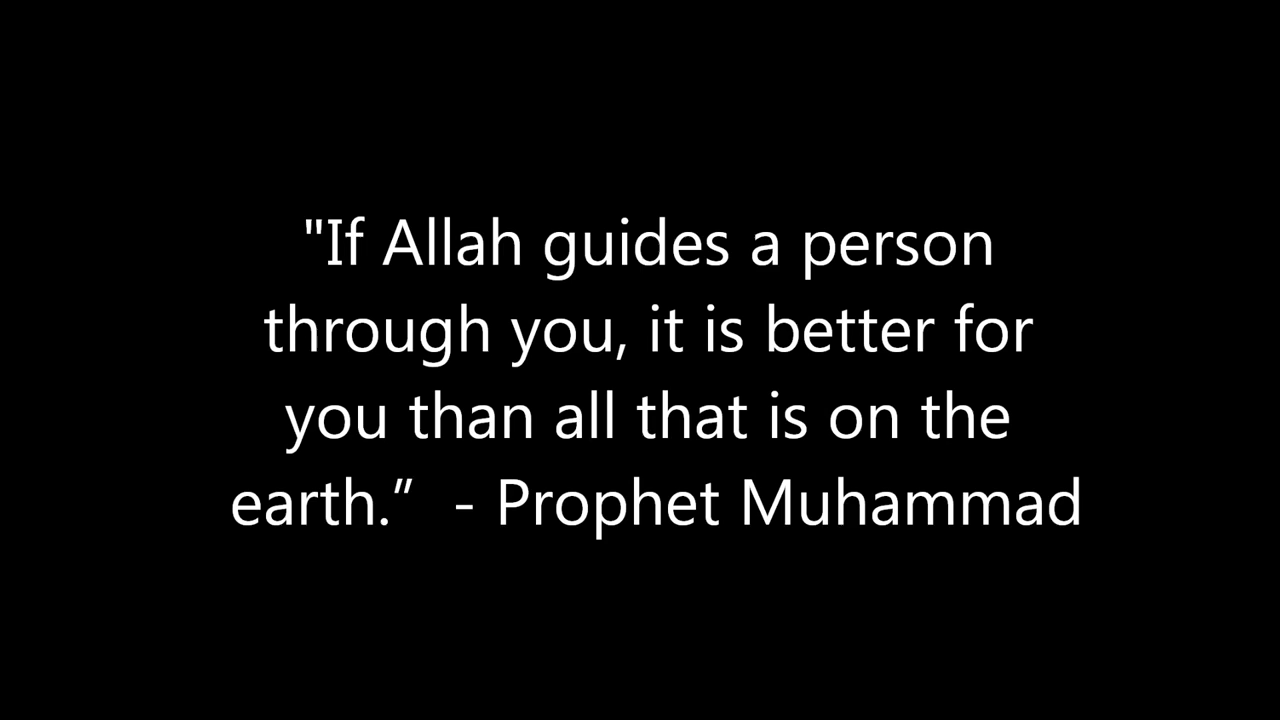 "If Allah guides a person
through you, it is better for
you than all that is on the
earth.” - Prophet Muhammad